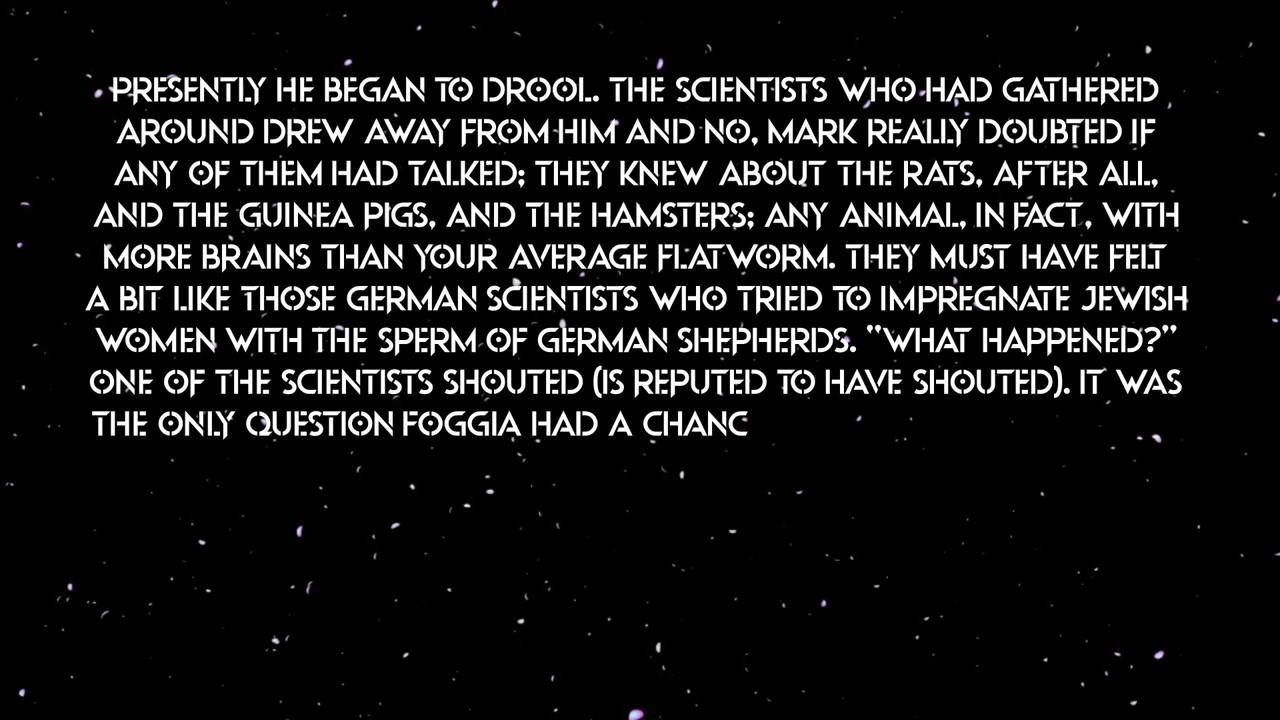 PRESENTLY HE BEGAN TO DROOL. THE SCIENTISTS WHO HAD GATHERED
AROUND DREW AWAY FROM HIM AND NO, MARK REALLY DOUBTED IF
ANY OF THEM HAD TALKED; THEY KNEW ABOUT THE RATS, AFTER ALL,
AND THE GUINEA PIGS, AND THE HAMSTERS; ANY ANIMAL, IN FACT, WITH
MORE BRAINS THAN YOUR AVERAGE FLATWORM. THEY MUST HAVE FELT
A BIT LIKE THOSE GERMAN SCIENTISTS WHO TRIED TO IMPREGNATE JEWISH
WOMEN WITH THE SPERM OF GERMAN SHEPHERDS. "WHAT HAPPENED?"
ONE OF THE SCIENTISTS SHOUTED (IS REPUTED TO HAVE SHOUTED). IT WAS
THE ONLY QUESTION FOGGIA HAD A CHANC